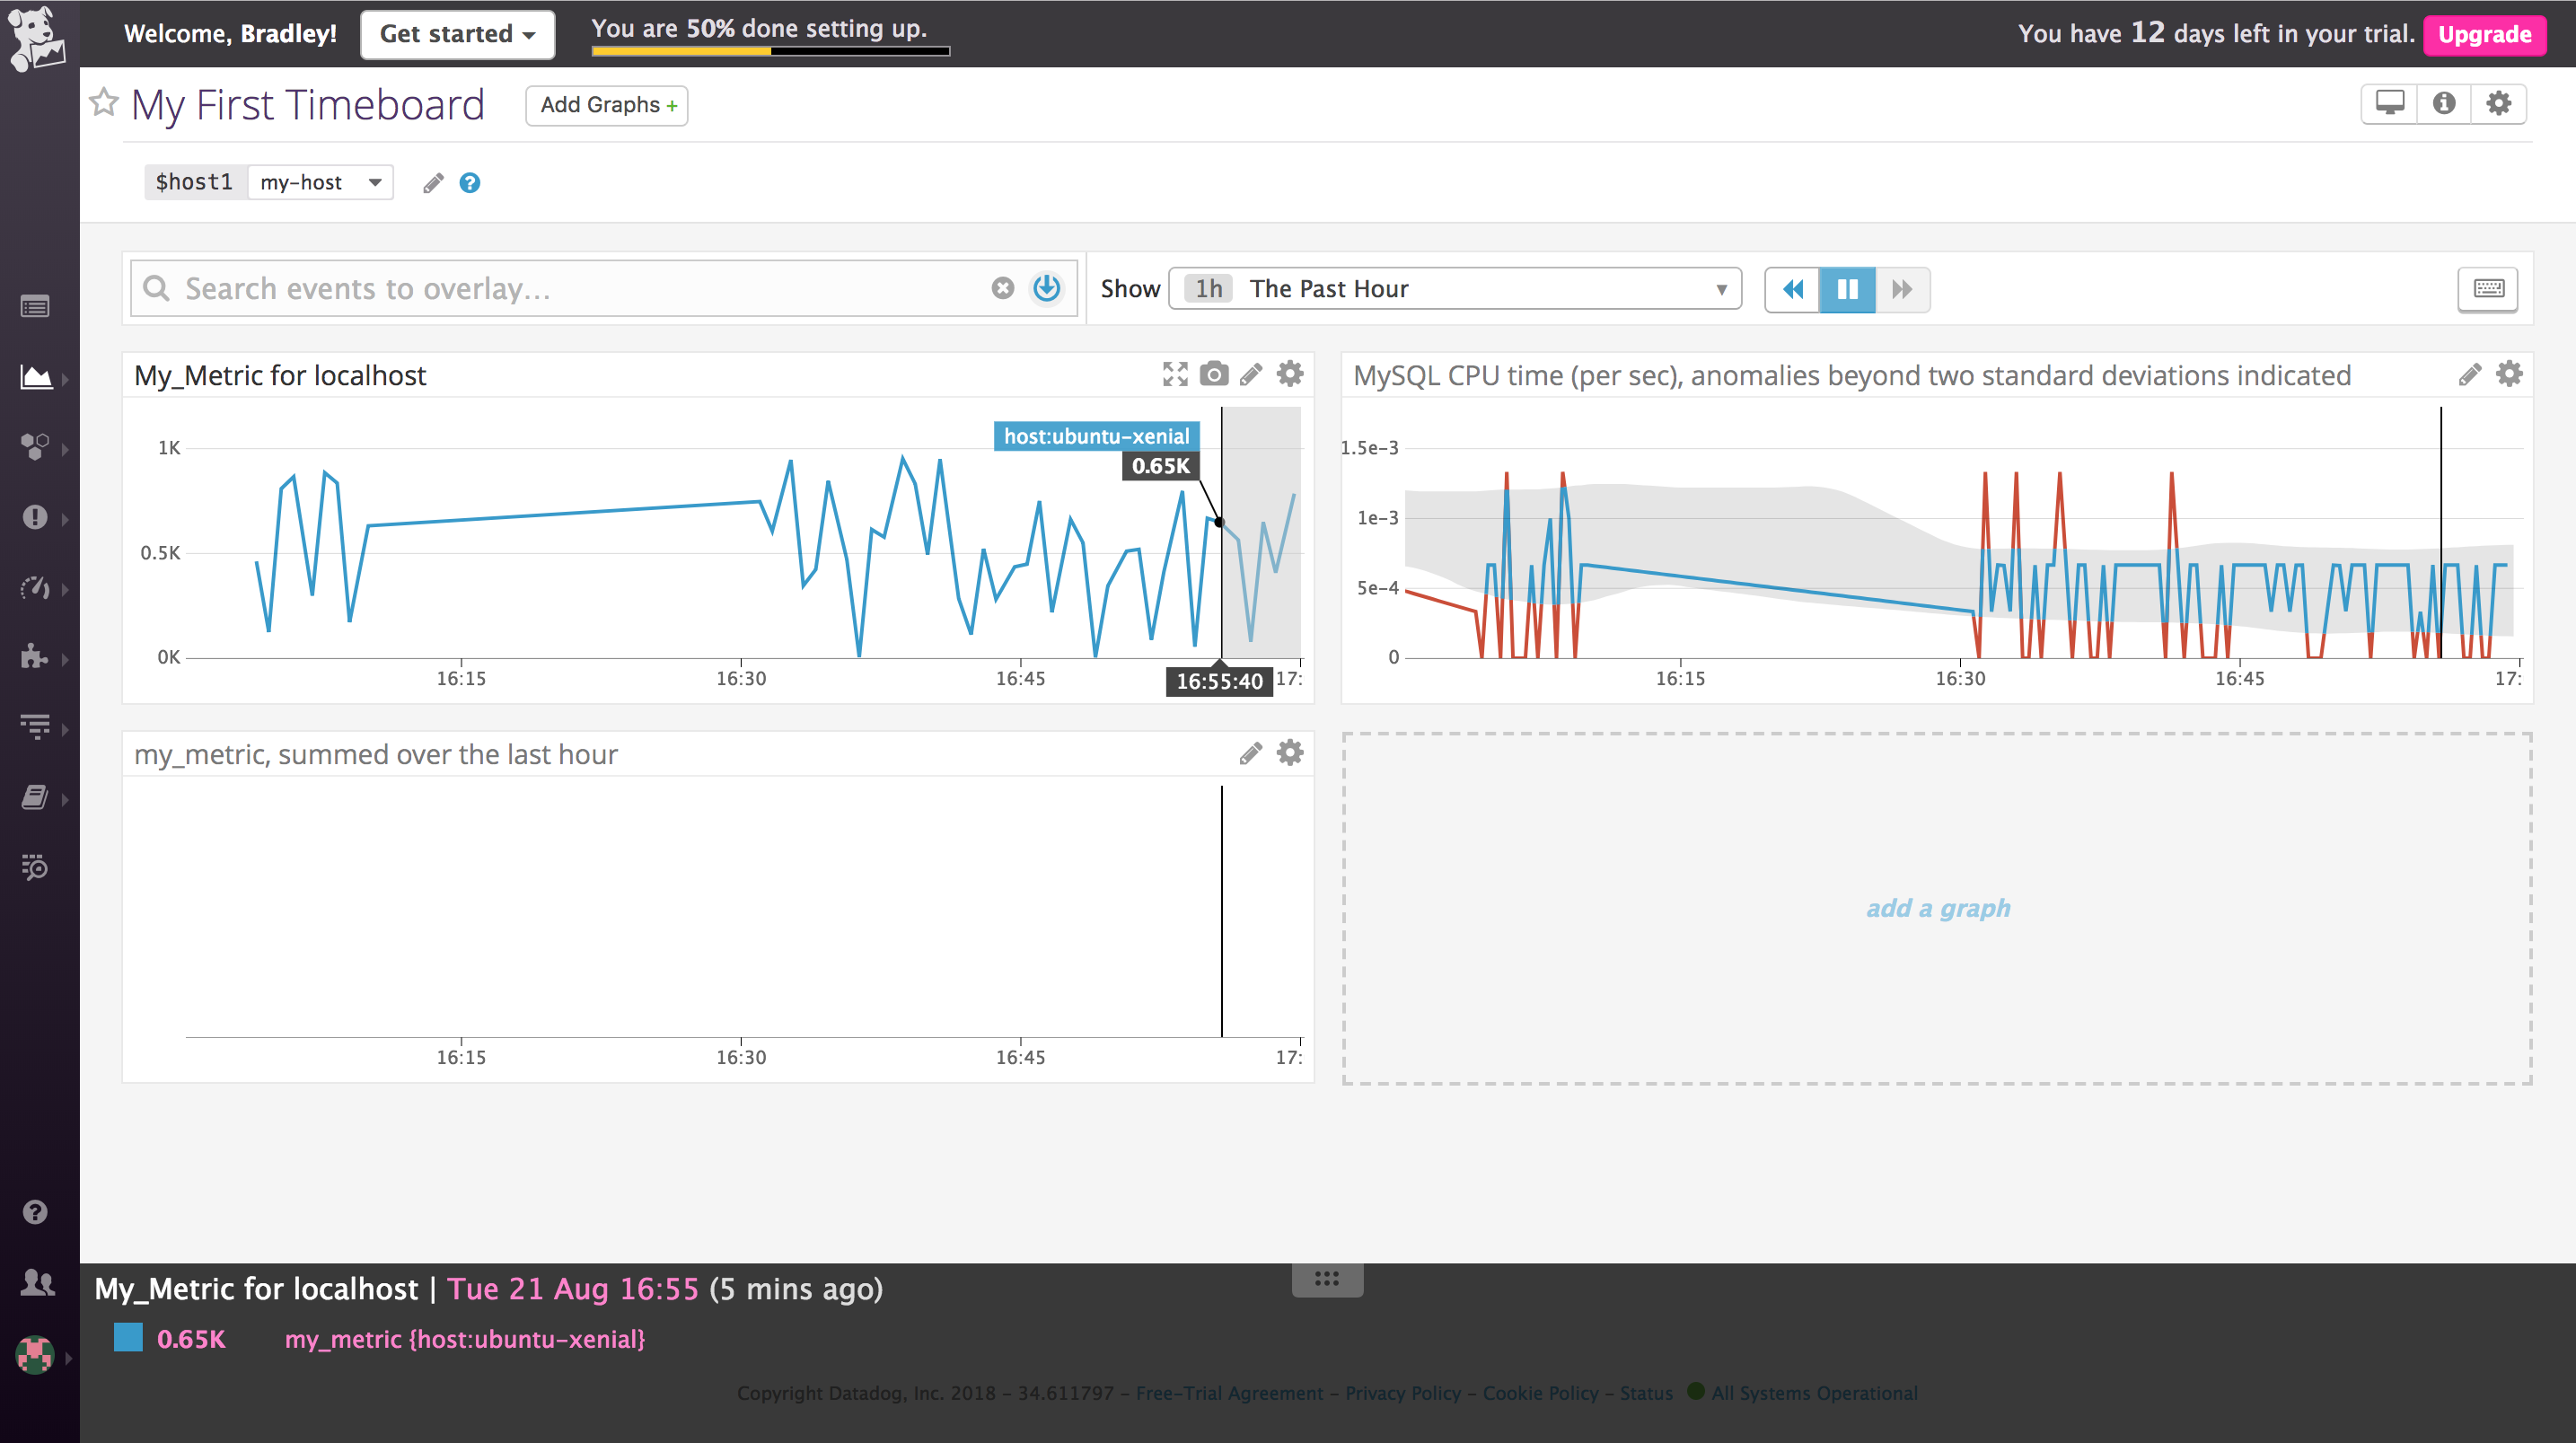 Welcome, Bradley!
Get started
You are 50% done setting up.
You have 12 days left in your trial.
Upgrade
My First Timeboard
Add Graphs +
$host1
my-host
Search events to overlay...
Show
1h The Past Hour
My_Metric for localhost
1K
0.5K
0K
host:ubuntu-xenial
0.65K
16:15
16:30
16:45
16:55:40
17:
MySQL CPU time (per sec), anomalies beyond two standard deviations indicated
1.5e-3
1e-3
5e-4
0
16:15
16:30
16:45
17:
my_metric, summed over the last hour
16:15
16:30
16:45
17:
add a graph
My_Metric for localhost | Tue 21 Aug 16:55 (5 mins ago)
0.65K my_metric {host:ubuntu-xenial}
Copyright Datadog, Inc. 2018 - 34.611797 - Free-Trial Agreement - Privacy Policy - Cookie Policy - Status All Systems Operational